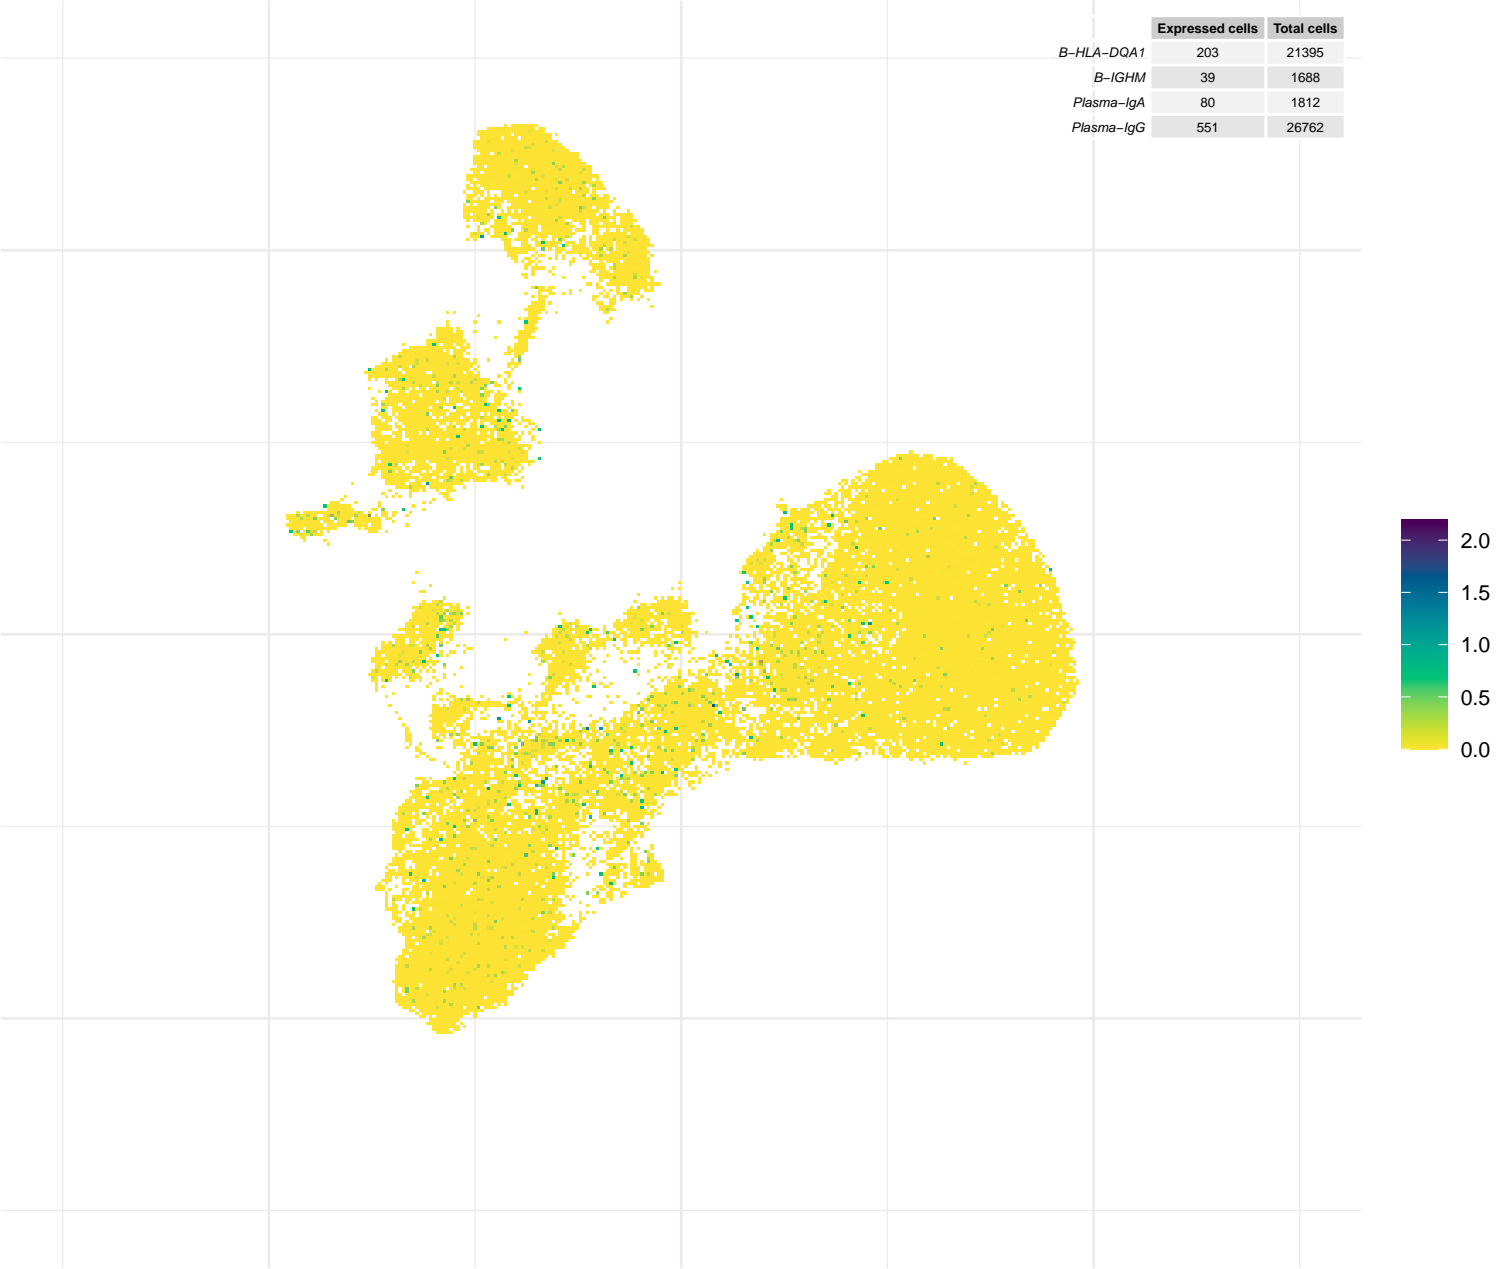 Expressed cells Total cells
B−HLA−DQA1 203 21395
B−IGHM 39 1688
Plasma−IgA 80 1812
Plasma−IgG 551 26762
2.0
1.5
1.0
0.5
0.0